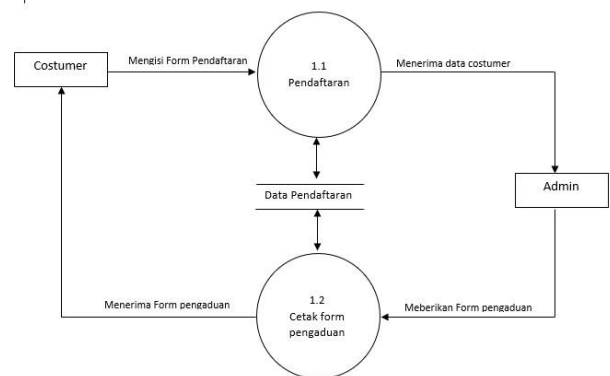 Costumer
Mengisi Form Pendaftaran
1.1
Pendaftaran
Menerima data costumer
Data Pendaftaran
Admin
Menerima Form pengaduan
1.2
Cetak form
pengaduan
Meberikan Form pengaduan